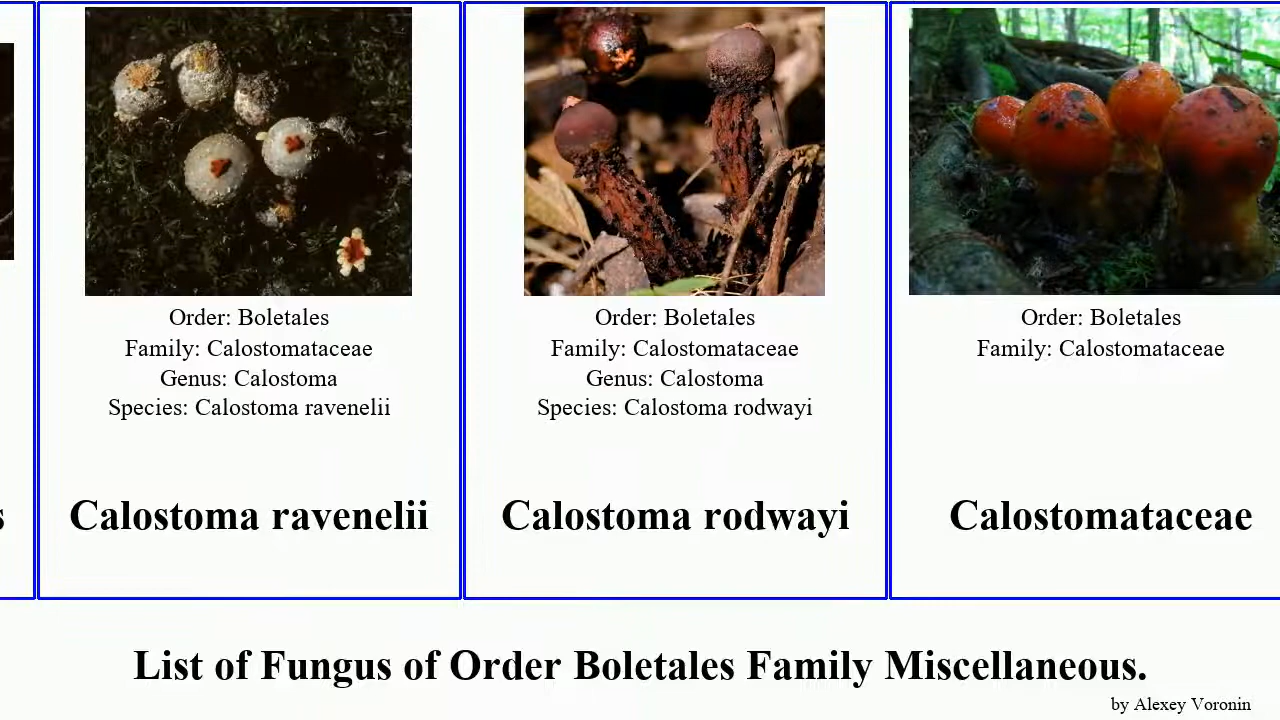 Order: Boletales
Family: Calostomataceae
Genus: Calostoma
Species: Calostoma ravenelii
Calostoma ravenelii
Order: Boletales
Family: Calostomataceae
Genus: Calostoma
Species: Calostoma rodwayi
Calostoma rodwayi
Order: Boletales
Family: Calostomataceae
Calostomataceae
s
List of Fungus of Order Boletales Family Miscellaneous.
by Alexey Voronin